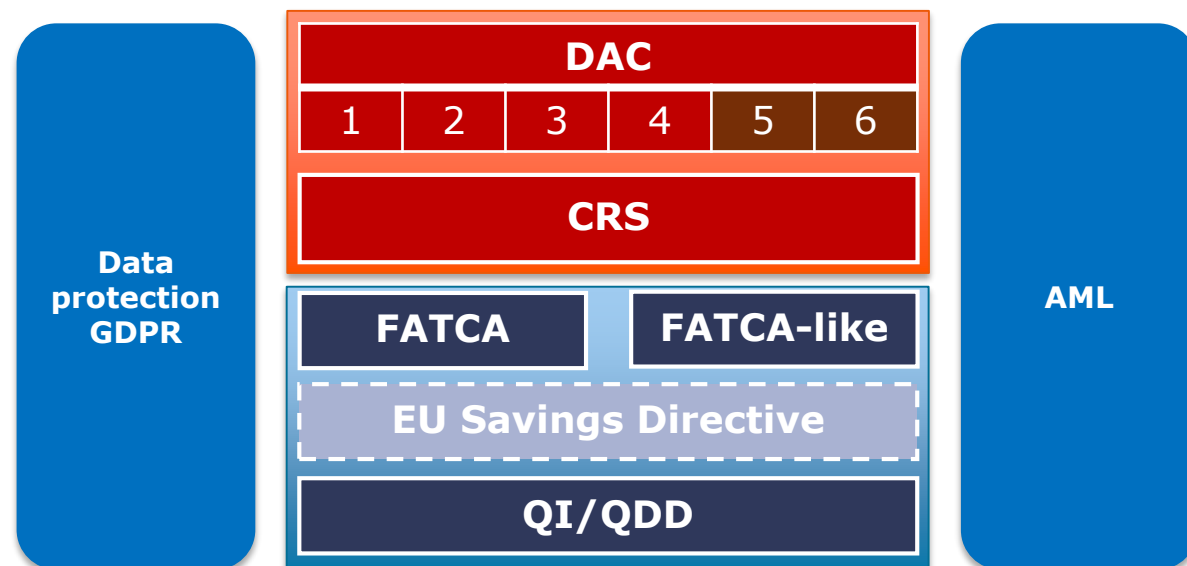 DAC
1 2 3 4 5 6
CRS
Data
protection
GDPR
AML
FATCA
FATCA-like
EU Savings Directive
QI/QDD